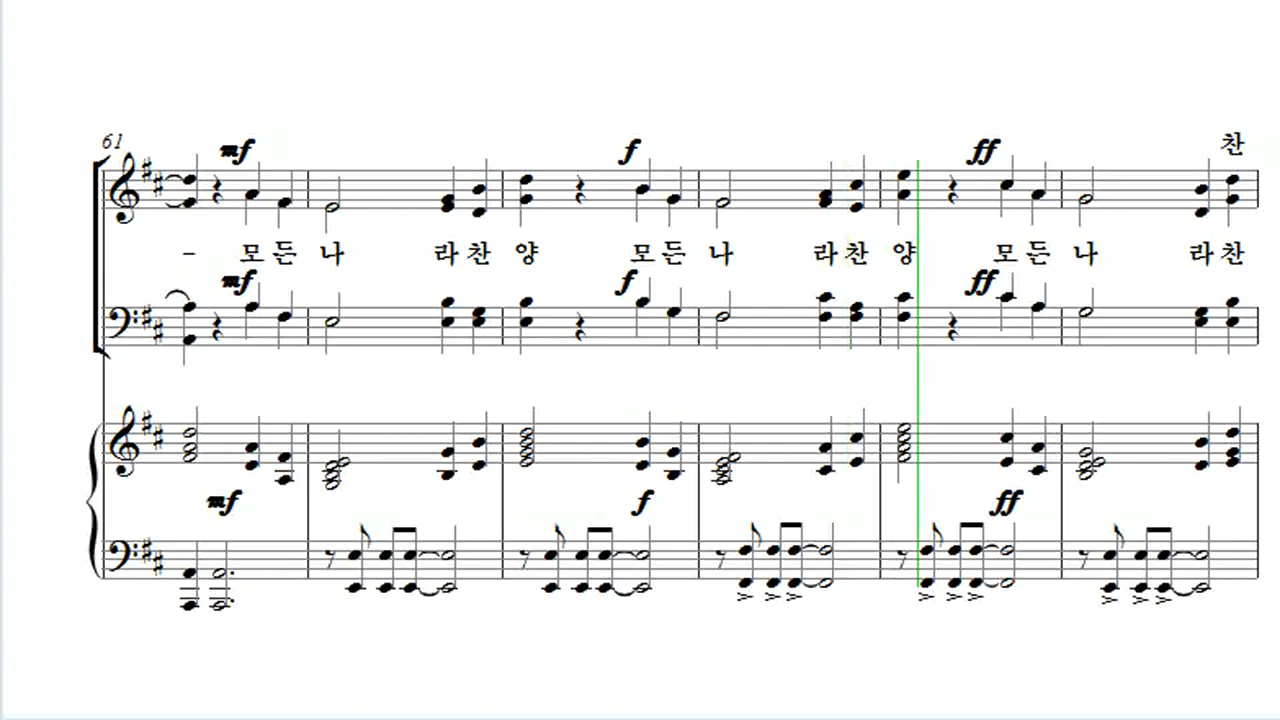 61
mf f ff 찬
- 모든 나 라 찬 양 모든 나 라 찬 양 모든 나 라 찬
mf f ff
mf f ff